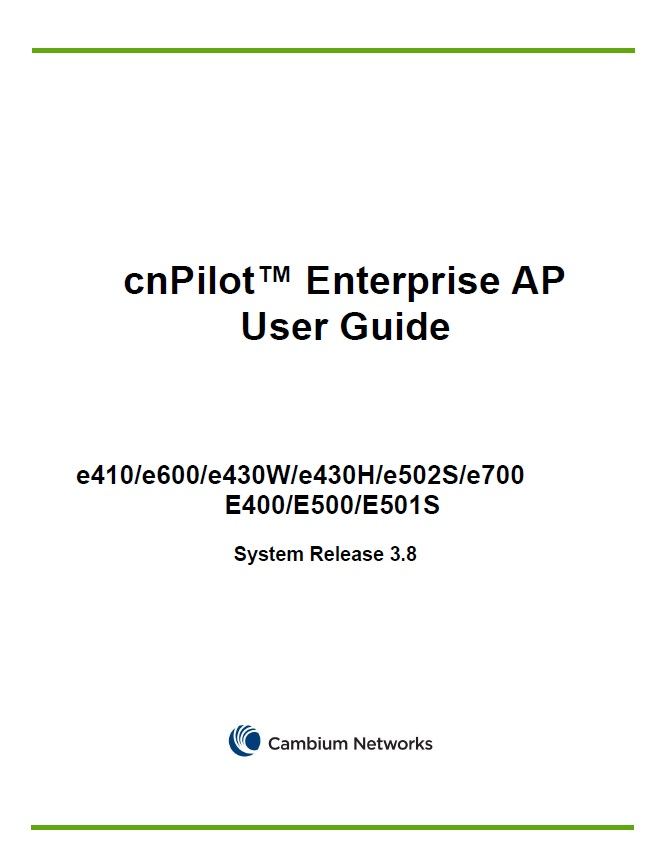 cnPilot™ Enterprise AP
User Guide
e410/e600/e430W/e430H/e502S/e700
E400/E500/E501S
System Release 3.8
Cambium Networks